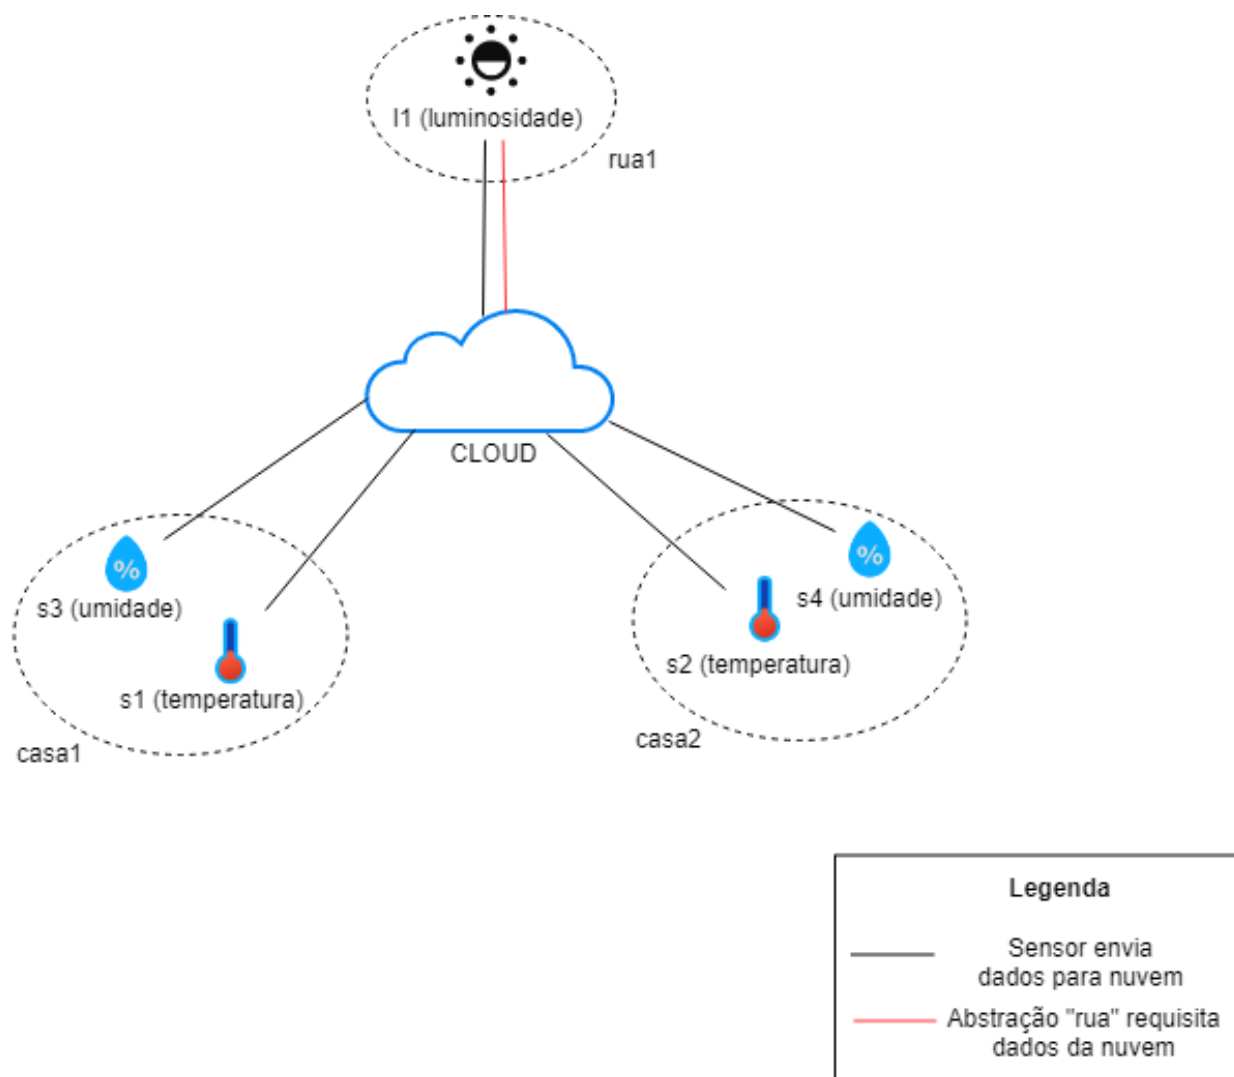 l1 (luminosidade)
rua1
CLOUD
%
s3 (umidade)
s1 (temperatura)
casa1
%
s4 (umidade)
s2 (temperatura)
casa2
Legenda
Sensor envia
dados para nuvem
Abstração "rua" requisita
dados da nuvem